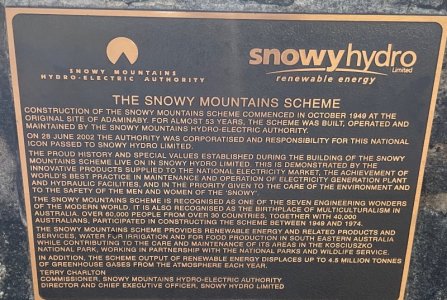 SNOWY MOUNTAINS
HYDRO-ELECTRIC AUTHORITY
snowyhydro
Limited
renewable energy
THE SNOWY MOUNTAINS SCHEME
CONSTRUCTION OF THE SNOWY MOUNTAINS SCHEME COMMENCED IN OCTOBER 1949 AT THE
ORIGINAL SITE OF ADAMINABY. FOR ALMOST 53 YEARS, THE SCHEME WAS BUILT, OPERATED AND
MAINTAINED BY THE SNOWY MOUNTAINS HYDRO-ELECTRIC AUTHORITY.
ON 28 JUNE 2002 THE AUTHORITY WAS CORPORATISED AND RESPONSIBILITY FOR THIS NATIONAL
ICON PASSED TO SNOWY HYDRO LIMITED.
THE PROUD HISTORY AND SPECIAL VALUES ESTABLISHED DURING THE BUILDING OF THE SNOWY
MOUNTAINS SCHEME LIVE ON IN SNOWY HYDRO LIMITED. THIS IS DEMONSTRATED BY THE
INNOVATIVE PRODUCTS SUPPLIED TO THE NATIONAL ELECTRICITY MARKET, THE ACHIEVEMENT OF
WORLD'S BEST PRACTICE IN MAINTENANCE AND OPERATION OF ELECTRICITY GENERATION PLANT
AND HYDRAULIC FACILITIES, AND IN THE PRIORITY GIVEN TO THE CARE OF THE ENVIRONMENT AND
TO THE SAFETY OF THE MEN AND WOMEN OF THE 'SNOWY'.
THE SNOWY MOUNTAINS SCHEME IS RECOGNISED AS ONE OF THE SEVEN ENGINEERING WONDERS
OF THE MODERN WORLD. IT IS ALSO RECOGNISED AS THE BIRTHPLACE OF MULTICULTURALISM IN
AUSTRALIA. OVER 60,000 PEOPLE FROM OVER 30 COUNTRIES, TOGETHER WITH 40,000
AUSTRALIANS, PARTICIPATED IN CONSTRUCTING THE SCHEME BETWEEN 1949 AND 1974.
THE SNOWY MOUNTAINS SCHEME PROVIDES RENEWABLE ENERGY AND RELATED PRODUCTS AND
SERVICES, WATER FOR IRRIGATION AND FOR FOOD PRODUCTION IN SOUTH EASTERN AUSTRALIA
WHILE CONTRIBUTING TO THE CARE AND MAINTENANCE OF ITS AREAS IN THE KOSCIUSZKO
NATIONAL PARK, WORKING IN PARTNERSHIP WITH THE NATIONAL PARKS AND WILDLIFE SERVICE.
IN ADDITION, THE SCHEME OUTPUT OF RENEWABLE ENERGY DISPLACES UP TO 4.5 MILLION TONNES
OF GREENHOUSE GASES FROM THE ATMOSPHERE EACH YEAR.
TERRY CHARLTON
COMMISSIONER, SNOWY MOUNTAINS HYDRO-ELECTRIC AUTHORITY
DIRECTOR AND CHIEF EXECUTIVE OFFICER, SNOWY HYDRO LIMITED